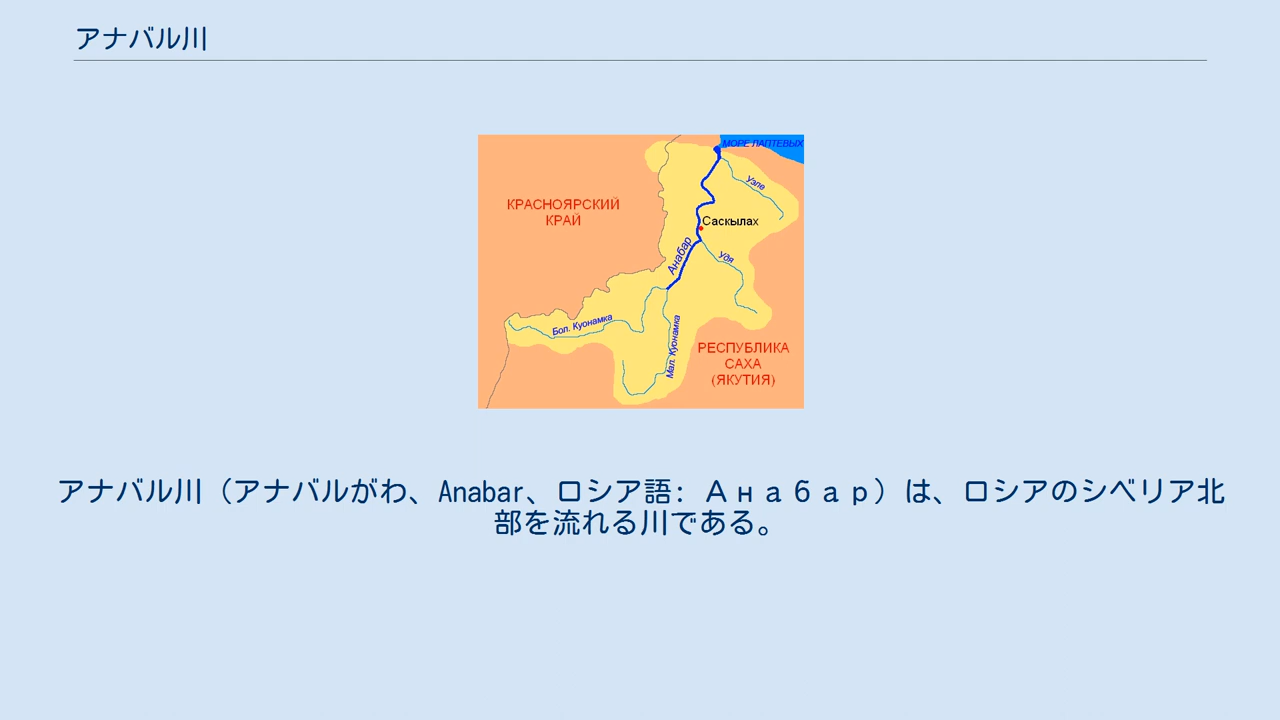 アナバル川
МОРЕ ЛАПТЕВЫХ
Уэле
КРАСНОЯРСКИЙ
КРАЙ
Саскылах
Анабар
Удя
Бол. Куонамка
Мал. Куонамка
РЕСПУБЛИКА
САХА
(ЯКУТИЯ)
アナバル川（アナバルがわ、Anabar、ロシア語: Анабар）は、ロシアのシベリア北
部を流れる川である。